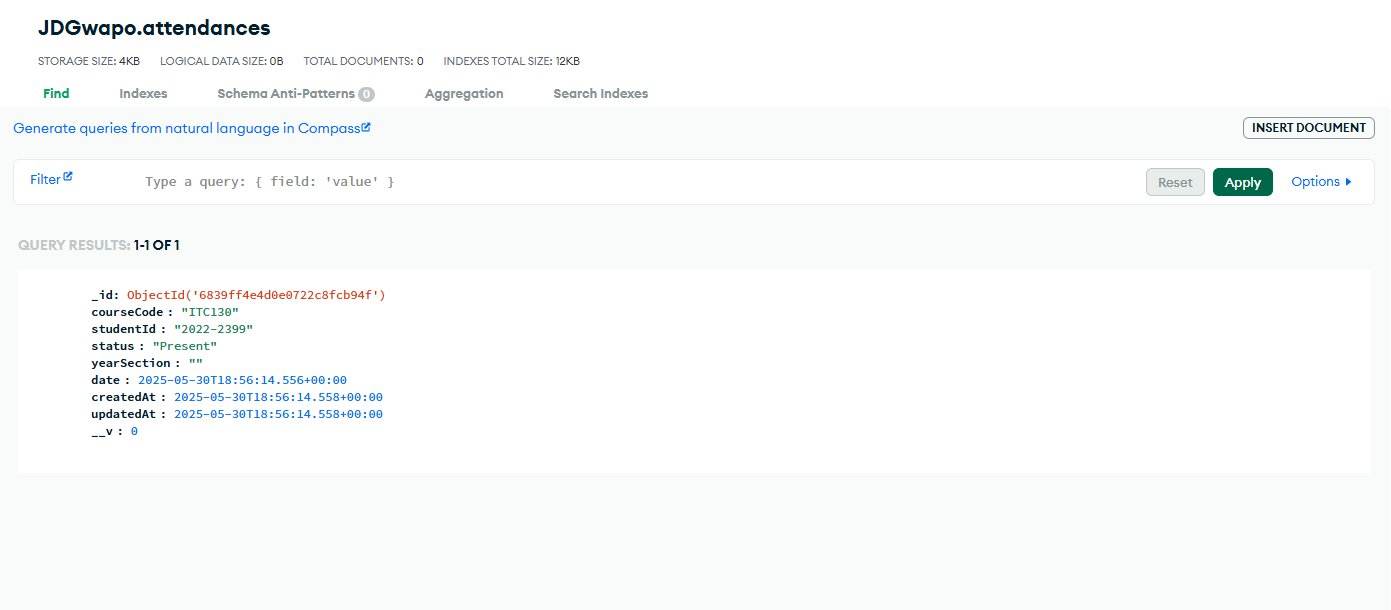 JDGwapo.attendances
STORAGE SIZE: 4KB LOGICAL DATA SIZE: 0B TOTAL DOCUMENTS: 0 INDEXES TOTAL SIZE: 12KB
Find Indexes Schema Anti-Patterns 0 Aggregation Search Indexes
Generate queries from natural language in Compass INSERT DOCUMENT
Filter Type a query: { field: 'value' } Reset Apply Options
QUERY RESULTS: 1-1 OF 1
_id: ObjectId('6839ff4e4d0e0722c8fcb94f')
courseCode : "ITC130"
studentId : "2022-2399"
status : "Present"
yearSection : ""
date : 2025-05-30T18:56:14.556+00:00
createdAt : 2025-05-30T18:56:14.558+00:00
updatedAt : 2025-05-30T18:56:14.558+00:00
__v : 0